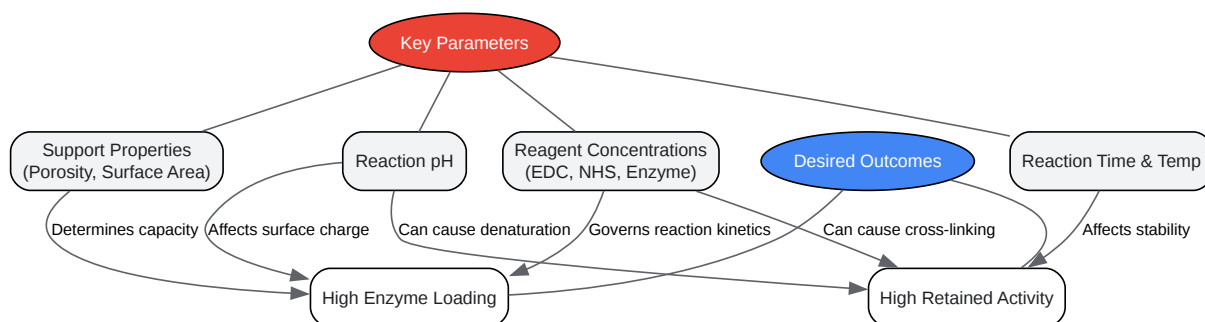 Key Parameters
Support Properties
(Porosity, Surface Area)
Reaction pH
Reagent Concentrations
(EDC, NHS, Enzyme)
Desired Outcomes
Reaction Time & Temp
Determines capacity
Affects surface charge
Can cause denaturation
Governs reaction kinetics
Can cause cross-linking
Affects stability
High Enzyme Loading
High Retained Activity